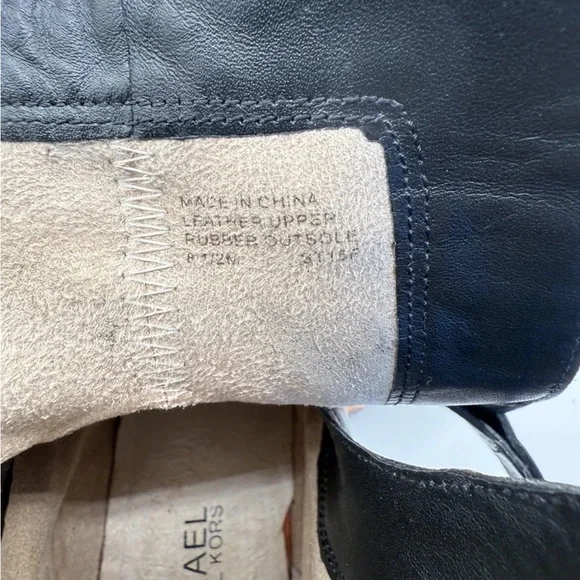 MADE IN CHINA
LEATHER UPPER
RUBBER OUTSOLE
8 1/2M
AEL
KORS